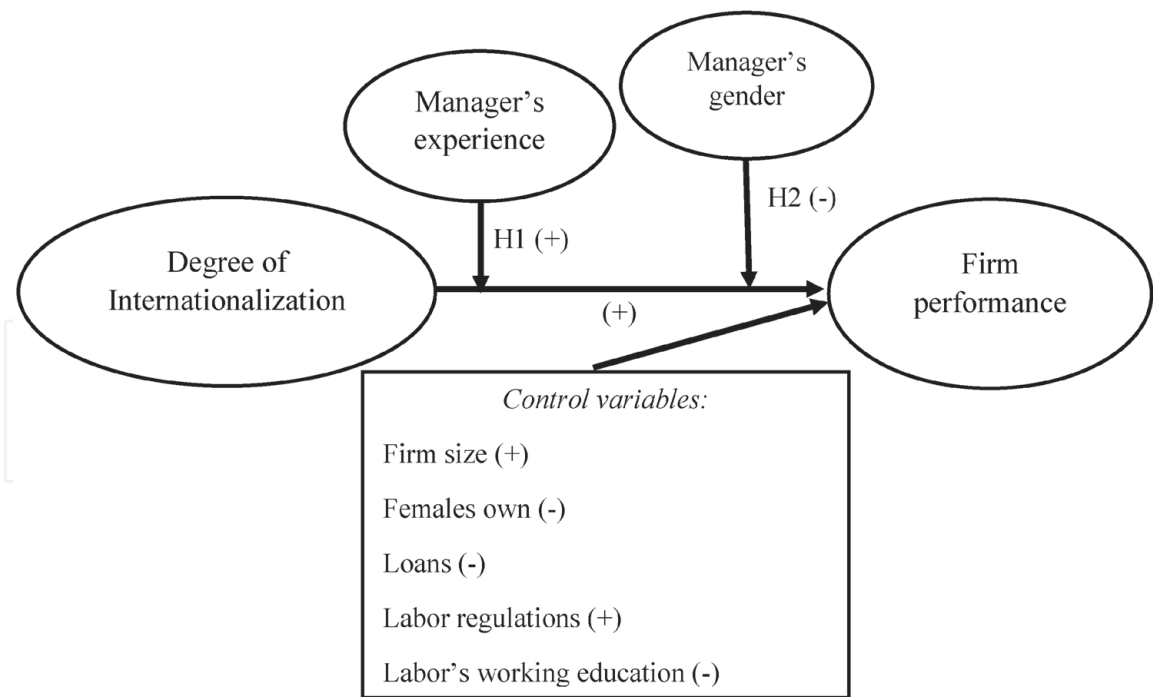 Manager's
experience
Manager's
gender
H1 (+)
H2 (-)
Degree of
Internationalization
(+)
Firm
performance
Control variables:
Firm size (+)
Females own (-)
Loans (-)
Labor regulations (+)
Labor's working education (-)